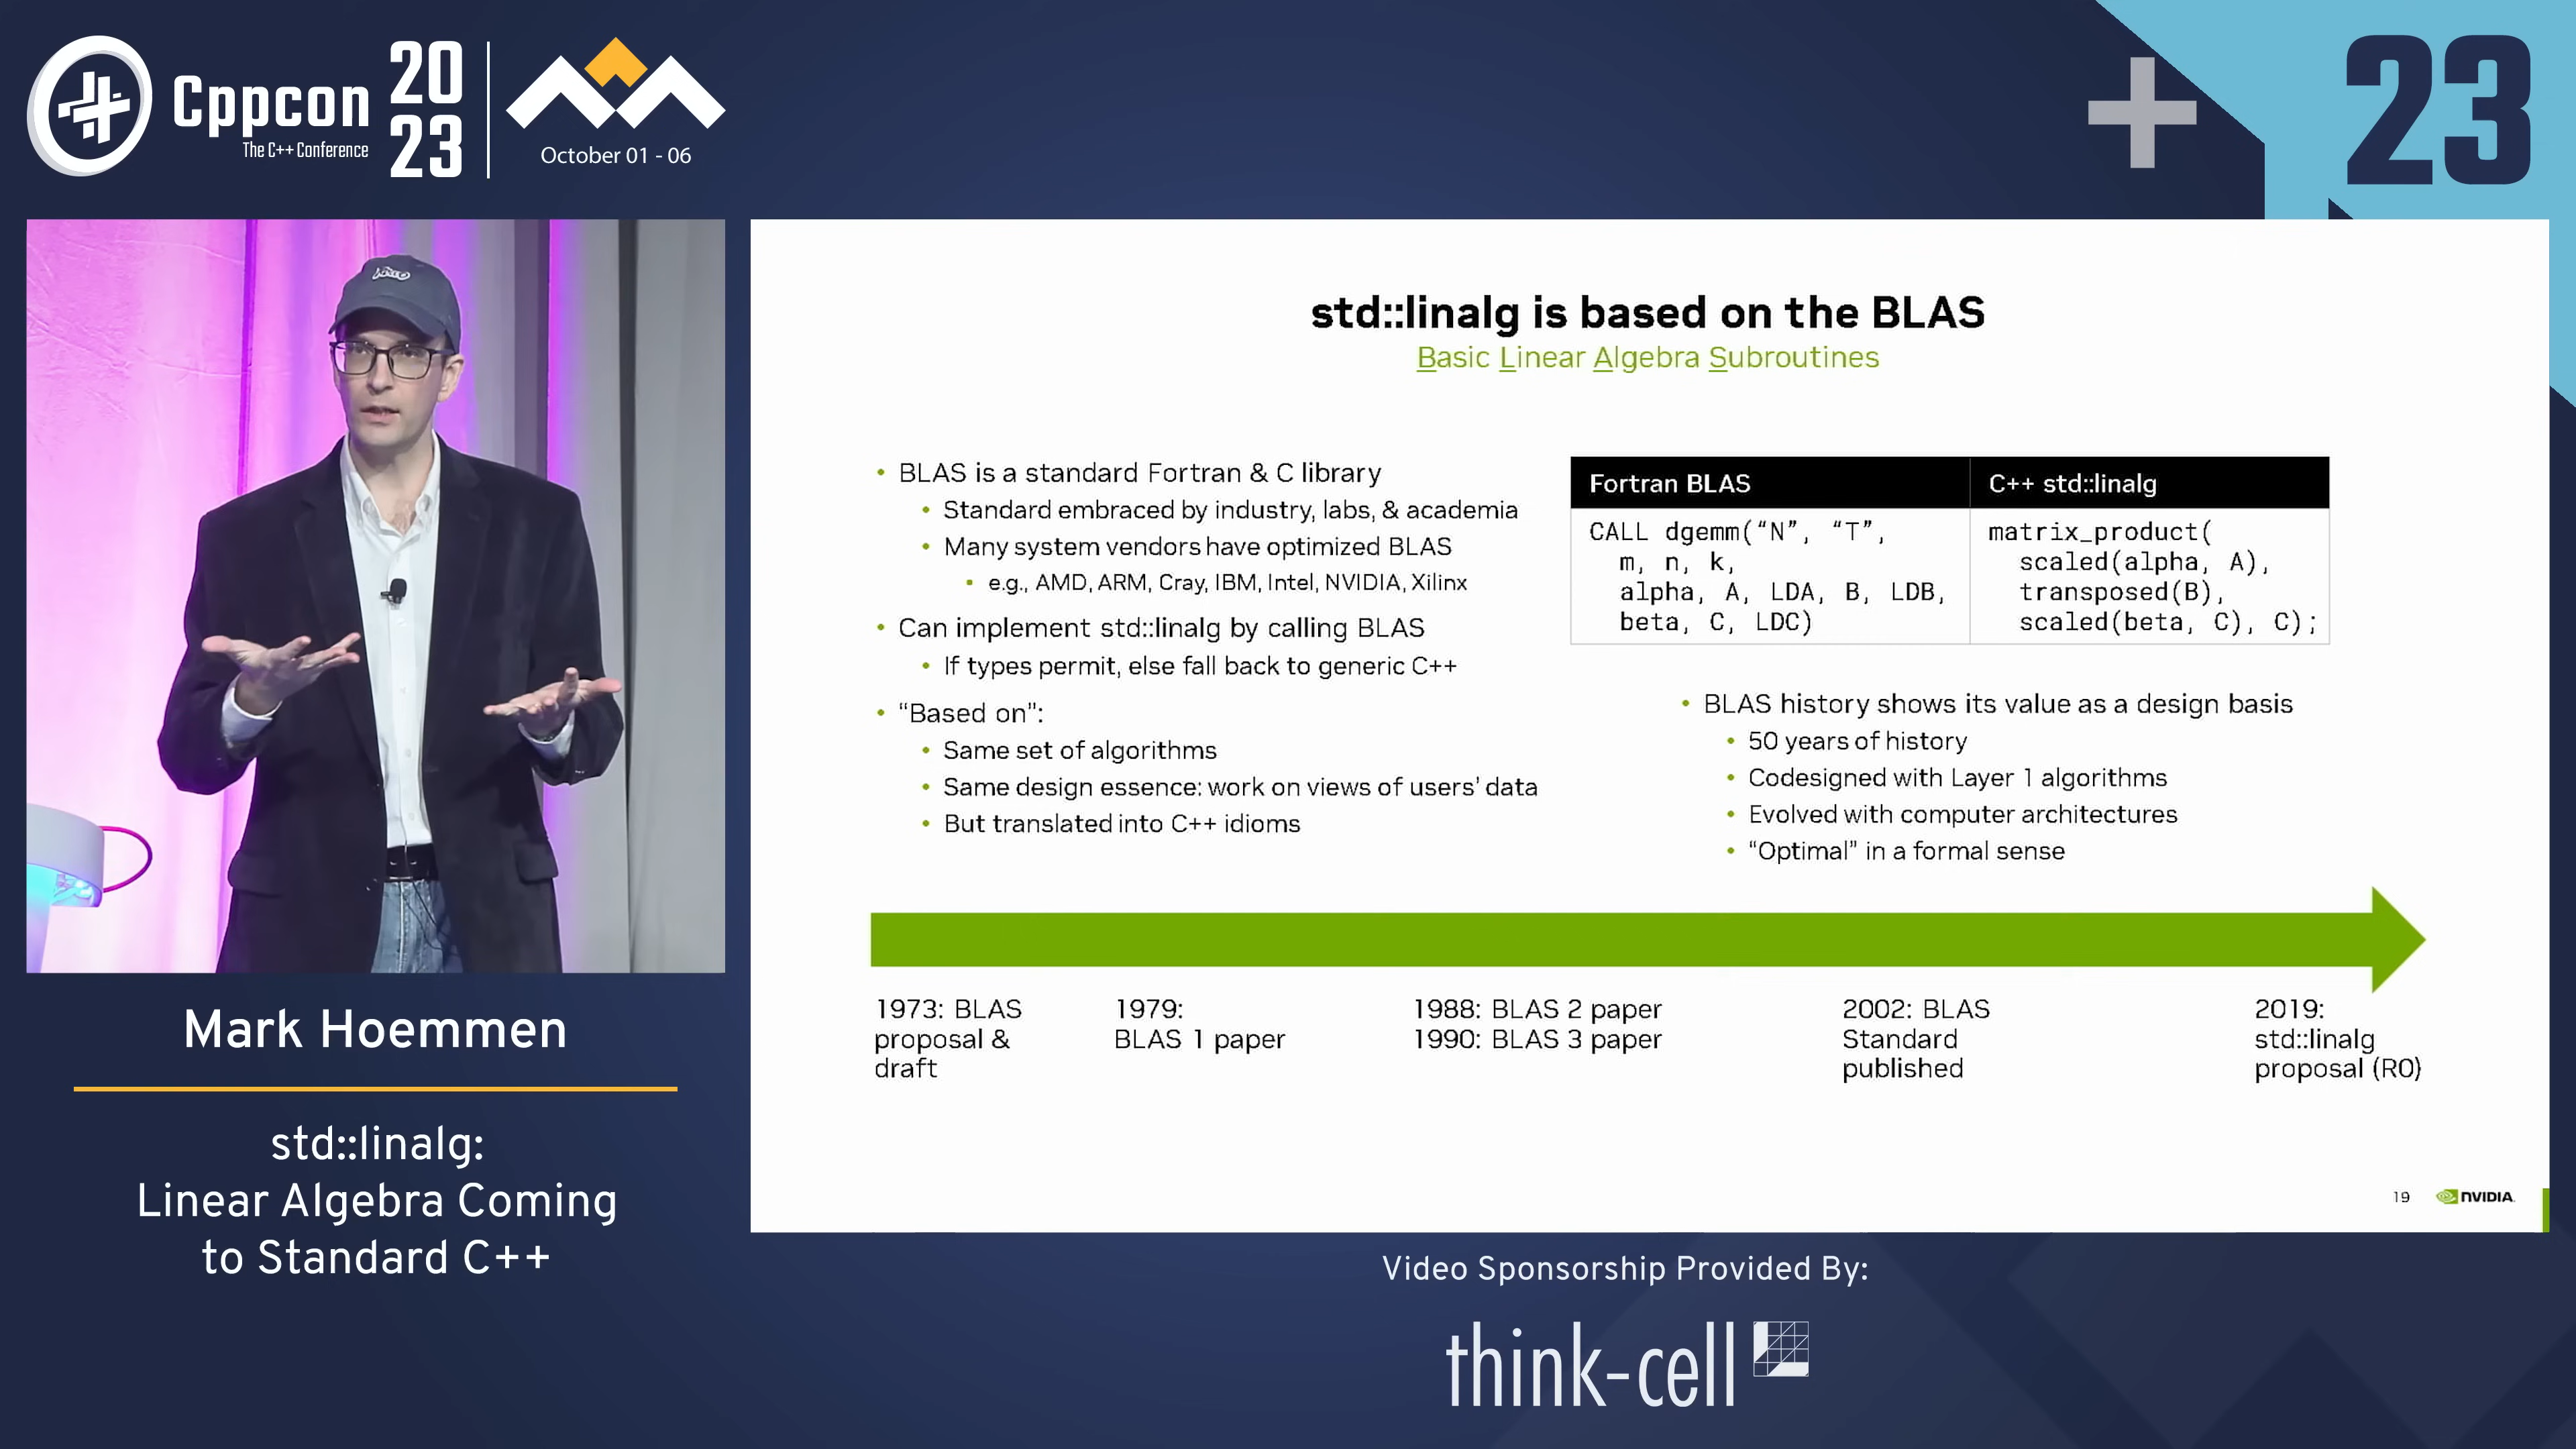 Cppcon
The C++ Conference
20
23
October 01 - 06
23
std::linalg is based on the BLAS
Basic Linear Algebra Subroutines
• BLAS is a standard Fortran & C library
• Standard embraced by industry, labs, & academia
• Many system vendors have optimized BLAS
• e.g., AMD, ARM, Cray, IBM, Intel, NVIDIA, Xilinx
• Can implement std::linalg by calling BLAS
• If types permit, else fall back to generic C++
• “Based on”:
• Same set of algorithms
• Same design essence: work on views of users’ data
• But translated into C++ idioms
Fortran BLAS
CALL dgemm(“N”, “T”,
m, n, k,
alpha, A, LDA, B, LDB,
beta, C, LDC)
C++ std::linalg
matrix_product(
scaled(alpha, A),
transposed(B),
scaled(beta, C), C);
• BLAS history shows its value as a design basis
• 50 years of history
• Codesigned with Layer 1 algorithms
• Evolved with computer architectures
• “Optimal” in a formal sense
1973: BLAS
proposal &
draft
1979:
BLAS 1 paper
1988: BLAS 2 paper
1990: BLAS 3 paper
2002: BLAS
Standard
published
2019:
std::linalg
proposal (R0)
19
NVIDIA
Mark Hoemmen
std::linalg:
Linear Algebra Coming
to Standard C++
Video Sponsorship Provided By:
think-cell